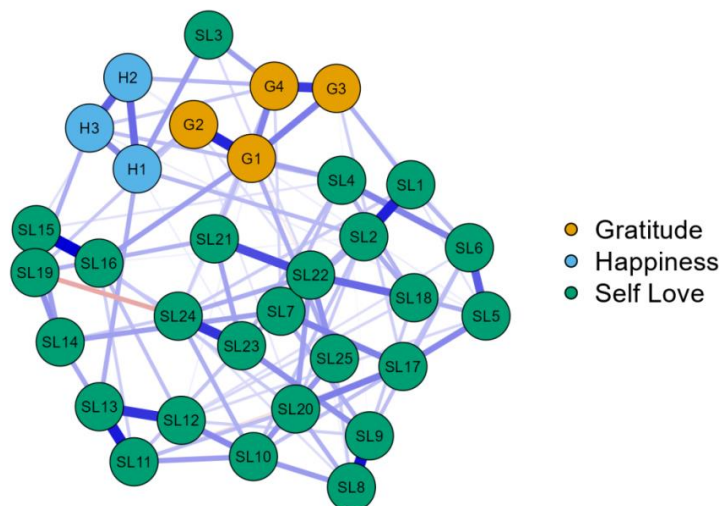 SL3
H2
G4
G3
H3
G2
G1
H1
SL4
SL1
SL15
SL21
SL2
SL6
SL19
SL16
SL22
SL18
SL24
SL7
SL5
SL14
SL23
SL25
SL17
SL13
SL12
SL20
SL9
SL11
SL10
SL8
Gratitude
Happiness
Self Love